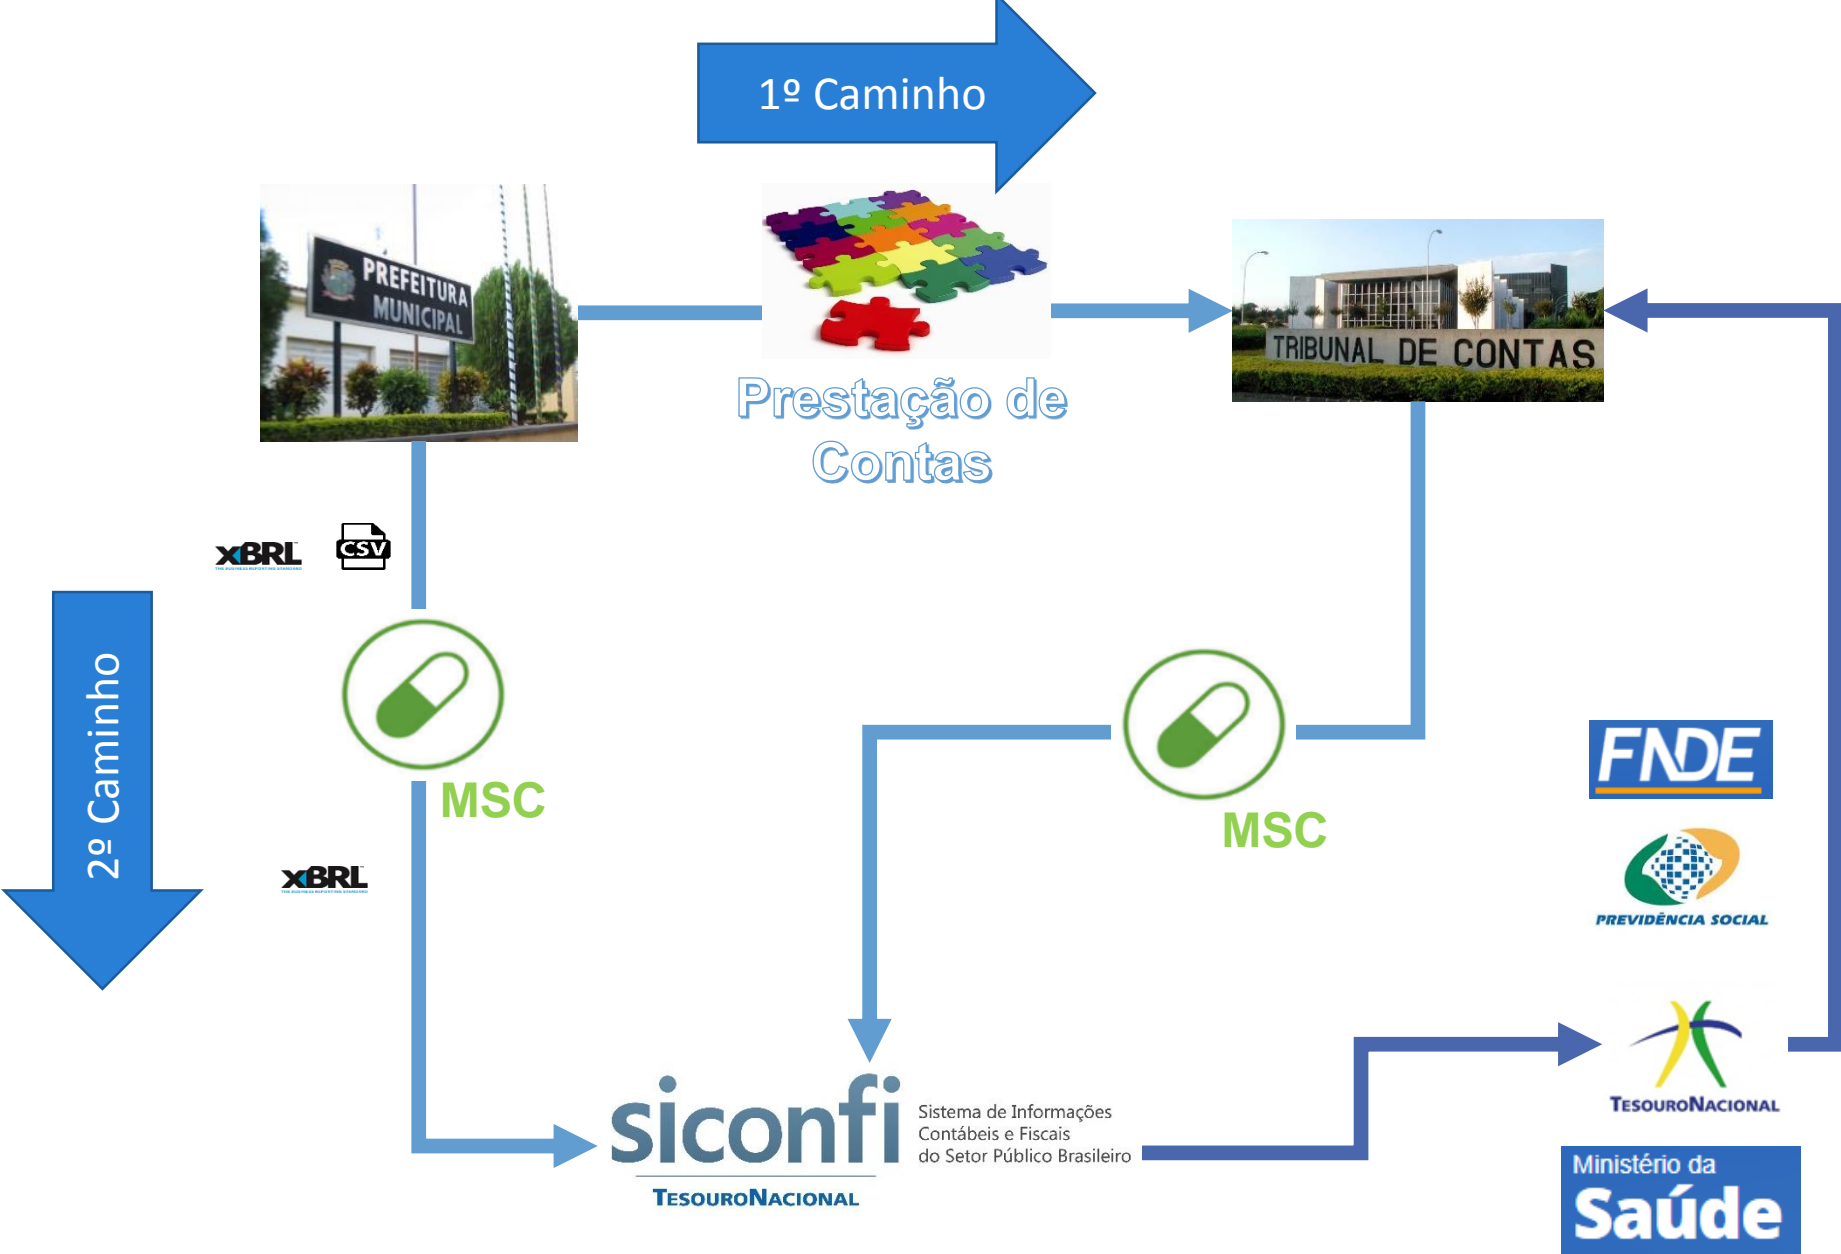 1º Caminho
PREFEITURA
MUNICIPAL
TRIBUNAL DE CONTAS
Prestação de
Contas
xBRL
CSV
2º Caminho
MSC
MSC
xBRL
FNDE
PREVIDÊNCIA SOCIAL
TESOURONACIONAL
siconfi
Sistema de Informações
Contábeis e Fiscais
do Setor Público Brasileiro
TESOURONACIONAL
Ministério da
Saúde